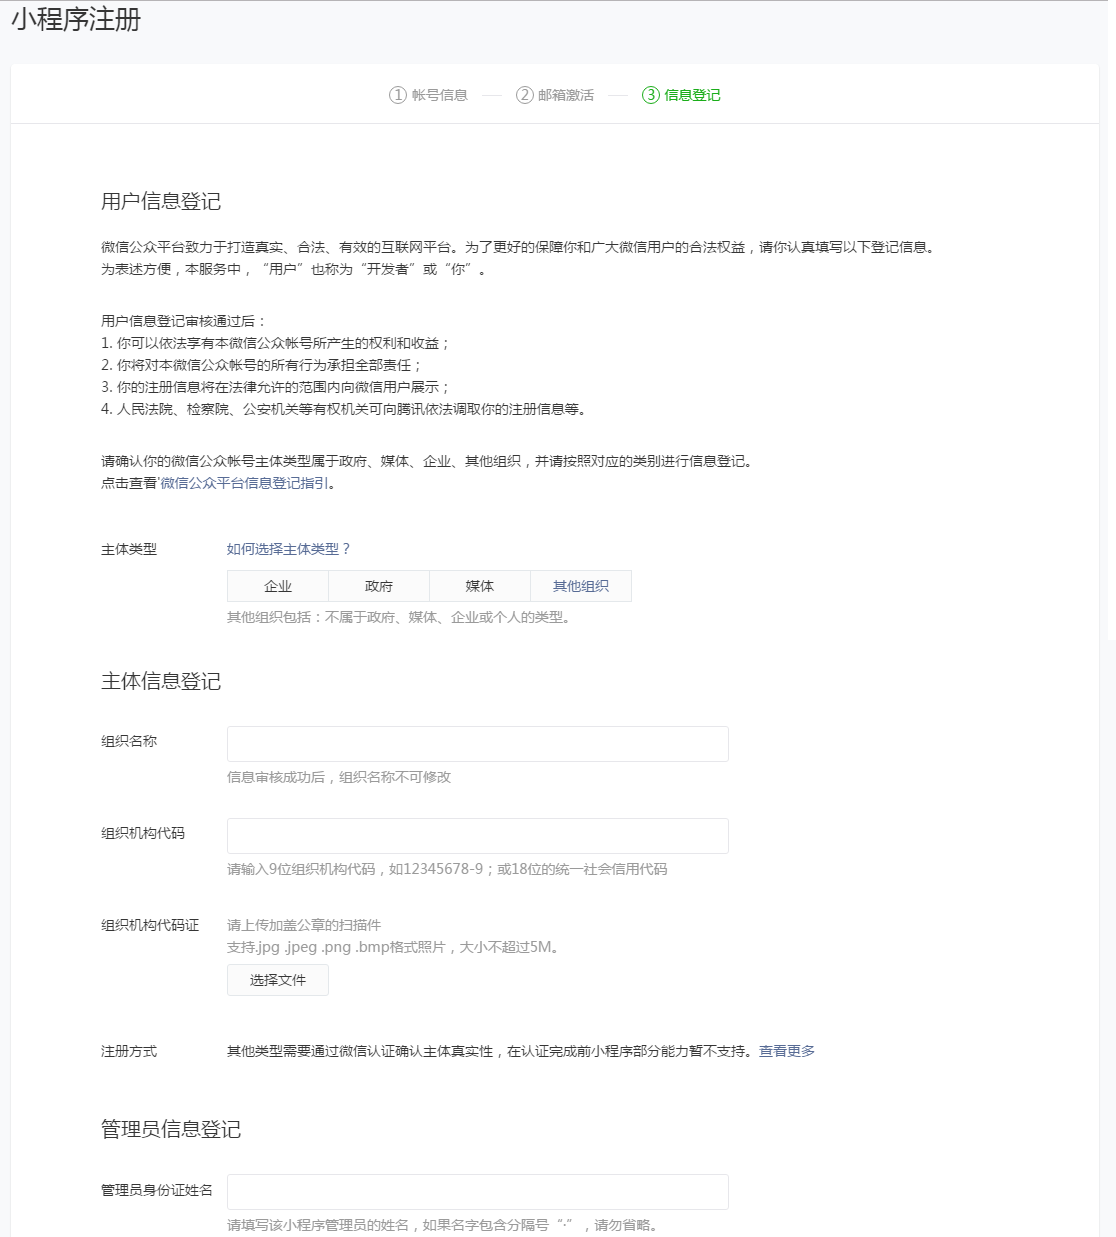 小程序注册
① 帐号信息 ② 邮箱激活 ③ 信息登记
用户信息登记
微信公众平台致力于打造真实、合法、有效的互联网平台。为了更好的保障你和广大微信用户的合法权益，请你认真填写以下登记信息。
为表述方便，本服务中，“用户”也称为“开发者”或“你”。
用户信息登记审核通过后：
1. 你可以依法享有本微信公众帐号所产生的权利和收益；
2. 你将对本微信公众帐号的所有行为承担全部责任；
3. 你的注册信息将在法律允许的范围内向微信用户展示；
4. 人民法院、检察院、公安机关等有权机关可向腾讯依法调取你的注册信息等。
请确认你的微信公众帐号主体类型属于政府、媒体、企业、其他组织，并请按照对应的类别进行信息登记。
点击查看'微信公众平台信息登记指引。
主体类型 如何选择主体类型？
企业 政府 媒体 其他组织
其他组织包括：不属于政府、媒体、企业或个人的类型。
主体信息登记
组织名称
信息审核成功后，组织名称不可修改
组织机构代码
请输入9位组织机构代码，如12345678-9；或18位的统一社会信用代码
组织机构代码证 请上传加盖公章的扫描件
支持.jpg .jpeg .png .bmp格式照片，大小不超过5M。
选择文件
注册方式 其他类型需要通过微信认证确认主体真实性，在认证完成前小程序部分能力暂不支持。查看更多
管理员信息登记
管理员身份证姓名
请填写该小程序管理员的姓名，如果名字包含分隔号“·”，请勿省略。